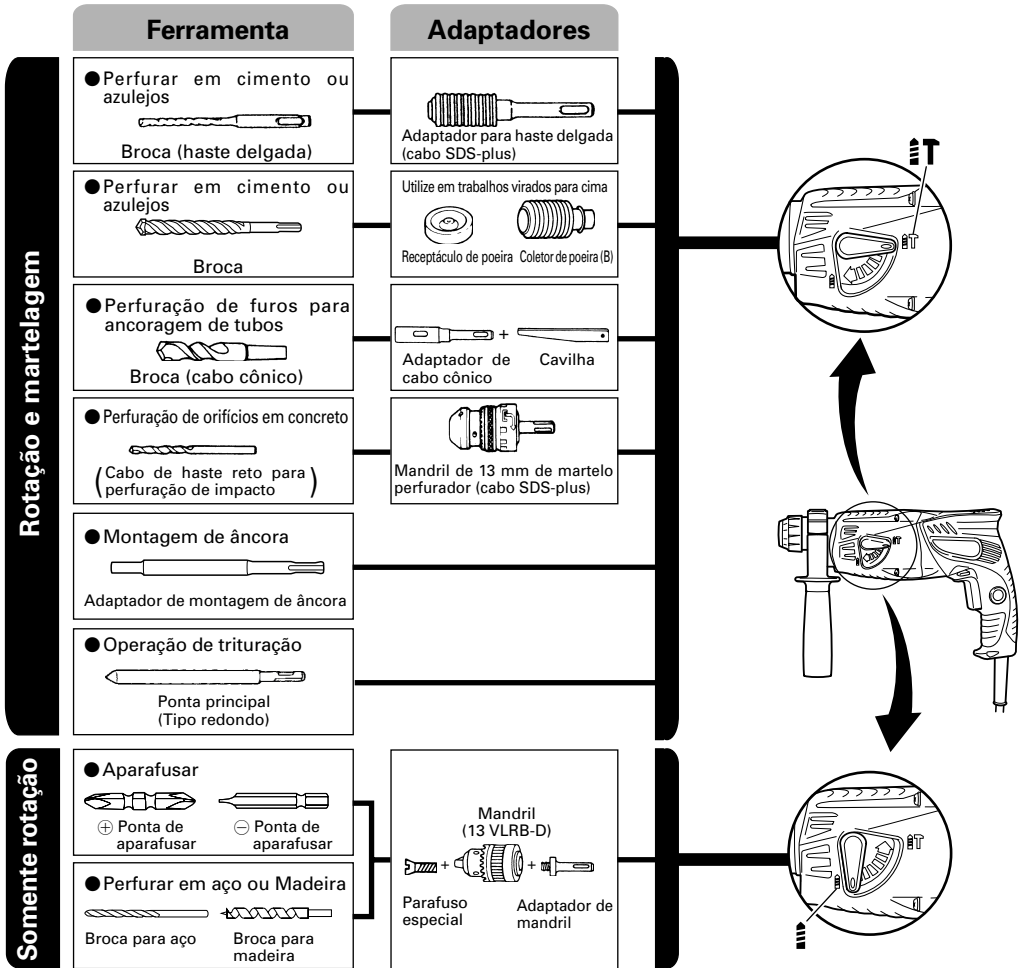 Ferramenta
Adaptadores
Rotação e martelagem
● Perfurar em cimento ou
azulejos
Broca (haste delgada)
Adaptador para haste delgada
(cabo SDS-plus)
● Perfurar em cimento ou
azulejos
Broca
Utilize em trabalhos virados para cima
Receptáculo de poeira
Coletor de poeira (B)
● Perfuração de furos para
ancoragem de tubos
Broca (cabo cônico)
+
Adaptador de
cabo cônico
Cavilha
● Perfuração de orifícios em concreto
(Cabo de haste reto para
perfuração de impacto)
Mandril de 13 mm de martelo
perfurador (cabo SDS-plus)
● Montagem de âncora
Adaptador de montagem de âncora
● Operação de trituração
Ponta principal
(Tipo redondo)
Somente rotação
● Aparafusar
⊕ Ponta de
aparafusar
⊖ Ponta de
aparafusar
● Perfurar em aço ou Madeira
Broca para aço
Broca para
madeira
Mandril
(13 VLRB-D)
+ +
Parafuso
especial
Adaptador de
mandril